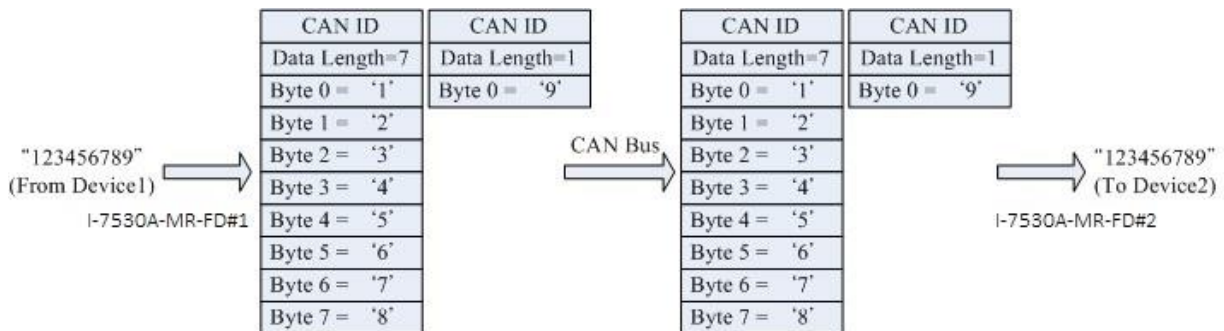 "123456789"
(From Device1)
I-7530A-MR-FD#1
CAN ID
Data Length=7
Byte 0 = '1'
Byte 1 = '2'
Byte 2 = '3'
Byte 3 = '4'
Byte 4 = '5'
Byte 5 = '6'
Byte 6 = '7'
Byte 7 = '8'
CAN ID
Data Length=1
Byte 0 = '9'
CAN Bus
CAN ID
Data Length=7
Byte 0 = '1'
Byte 1 = '2'
Byte 2 = '3'
Byte 3 = '4'
Byte 4 = '5'
Byte 5 = '6'
Byte 6 = '7'
Byte 7 = '8'
CAN ID
Data Length=1
Byte 0 = '9'
"123456789"
(To Device2)
I-7530A-MR-FD#2